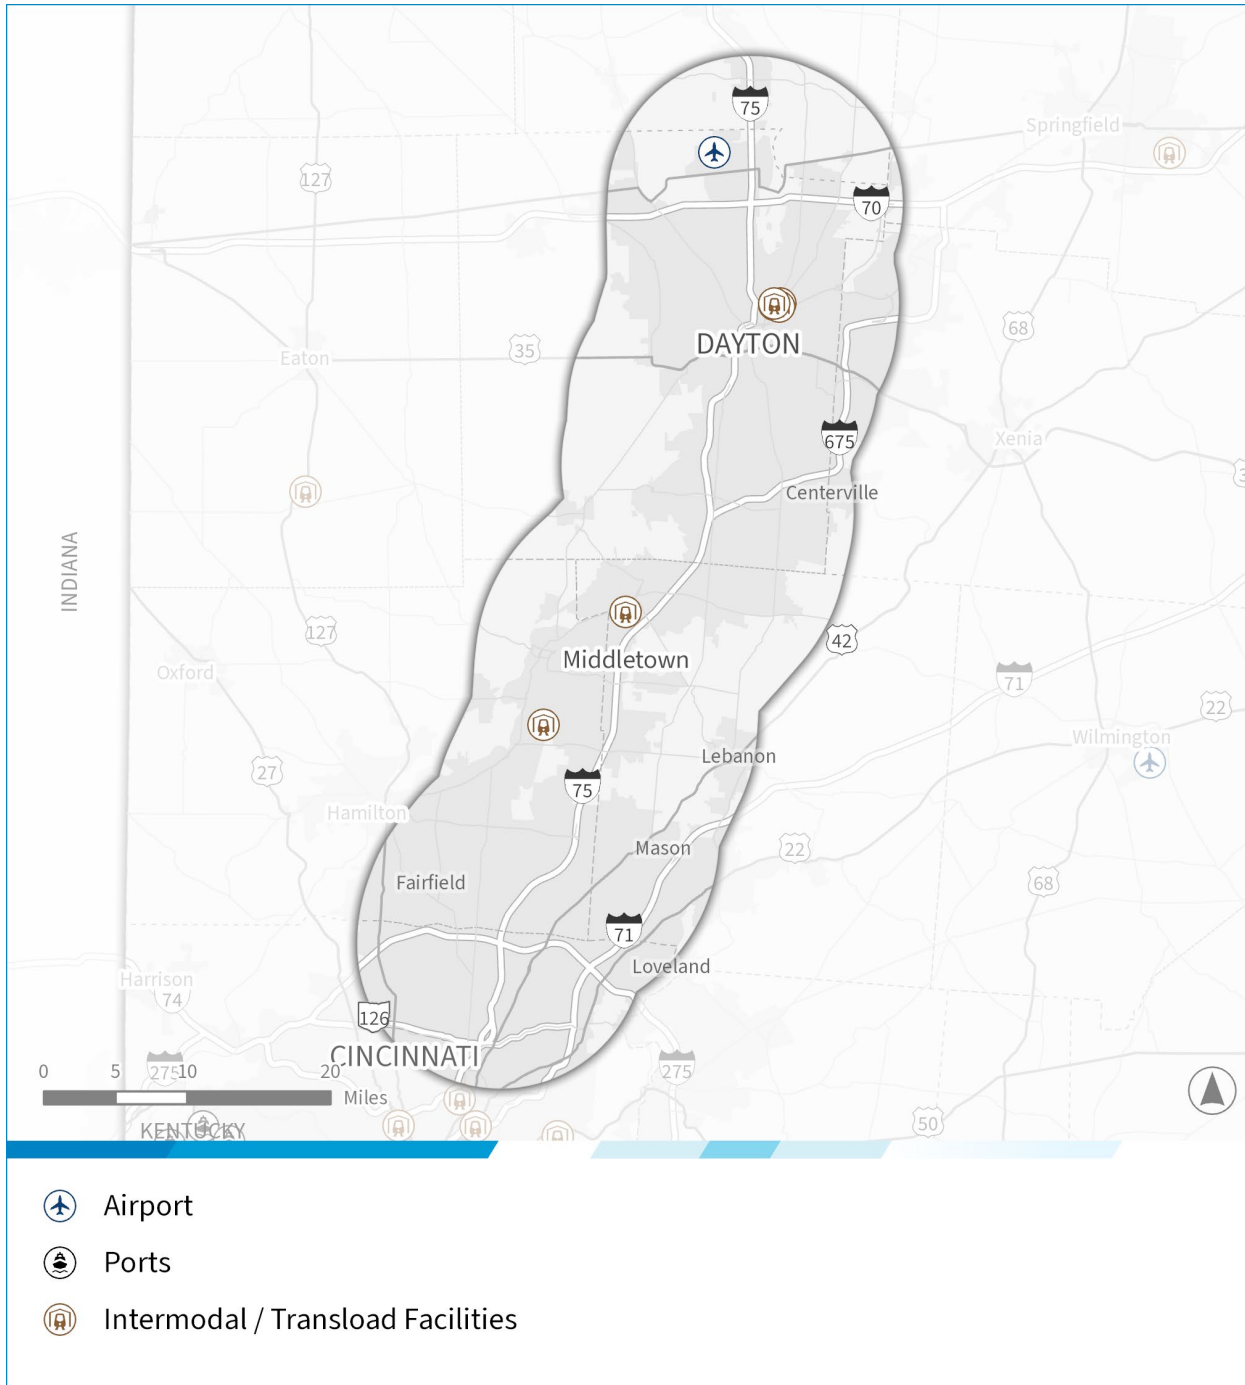 75
Springfield
127
70
68
35
DAYTON
Eaton
675
Xenia
3
Centerville
INDIANA
127
42
Middletown
Oxford
71
22
Wilmington
Lebanon
27
75
Hamilton
Mason
22
Fairfield
68
71
Loveland
Harrison
74
126
CINCINNATI
275
275
0 5 10 20
Miles
50
KENTUCKY
Airport
Ports
Intermodal / Transload Facilities